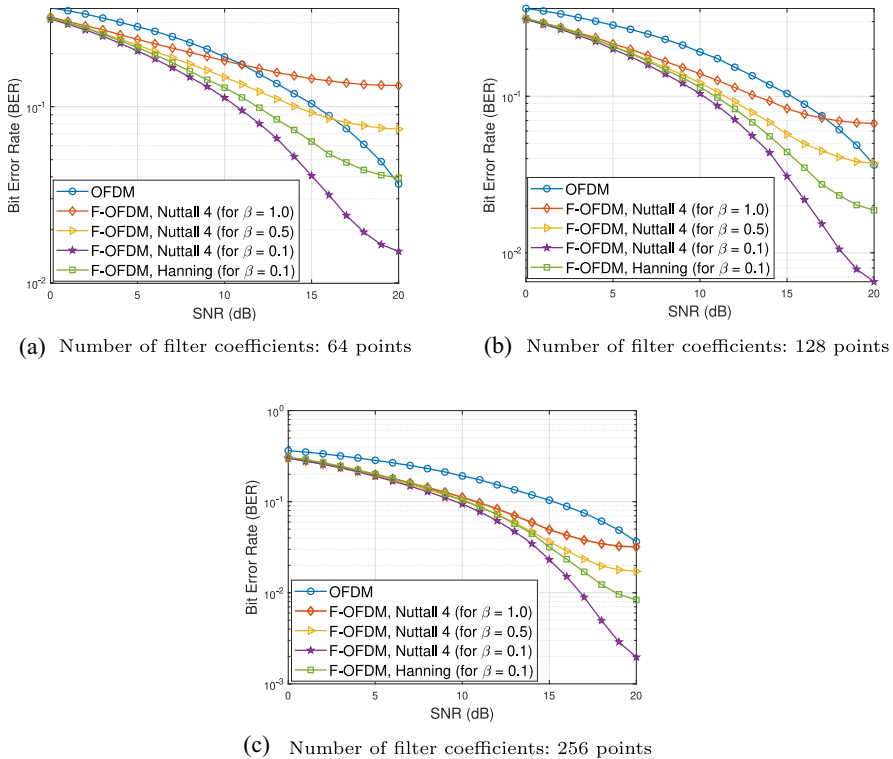 10^-1
10^-2
Bit Error Rate (BER)
0 5 10 15 20
SNR (dB)
OFDM
F-OFDM, Nuttall 4 (for β = 1.0)
F-OFDM, Nuttall 4 (for β = 0.5)
F-OFDM, Nuttall 4 (for β = 0.1)
F-OFDM, Hanning (for β = 0.1)
(a) Number of filter coefficients: 64 points
10^-1
10^-2
Bit Error Rate (BER)
0 5 10 15 20
SNR (dB)
OFDM
F-OFDM, Nuttall 4 (for β = 1.0)
F-OFDM, Nuttall 4 (for β = 0.5)
F-OFDM, Nuttall 4 (for β = 0.1)
F-OFDM, Hanning (for β = 0.1)
(b) Number of filter coefficients: 128 points
10^0
10^-1
10^-2
10^-3
Bit Error Rate (BER)
0 5 10 15 20
SNR (dB)
OFDM
F-OFDM, Nuttall 4 (for β = 1.0)
F-OFDM, Nuttall 4 (for β = 0.5)
F-OFDM, Nuttall 4 (for β = 0.1)
F-OFDM, Hanning (for β = 0.1)
(c) Number of filter coefficients: 256 points